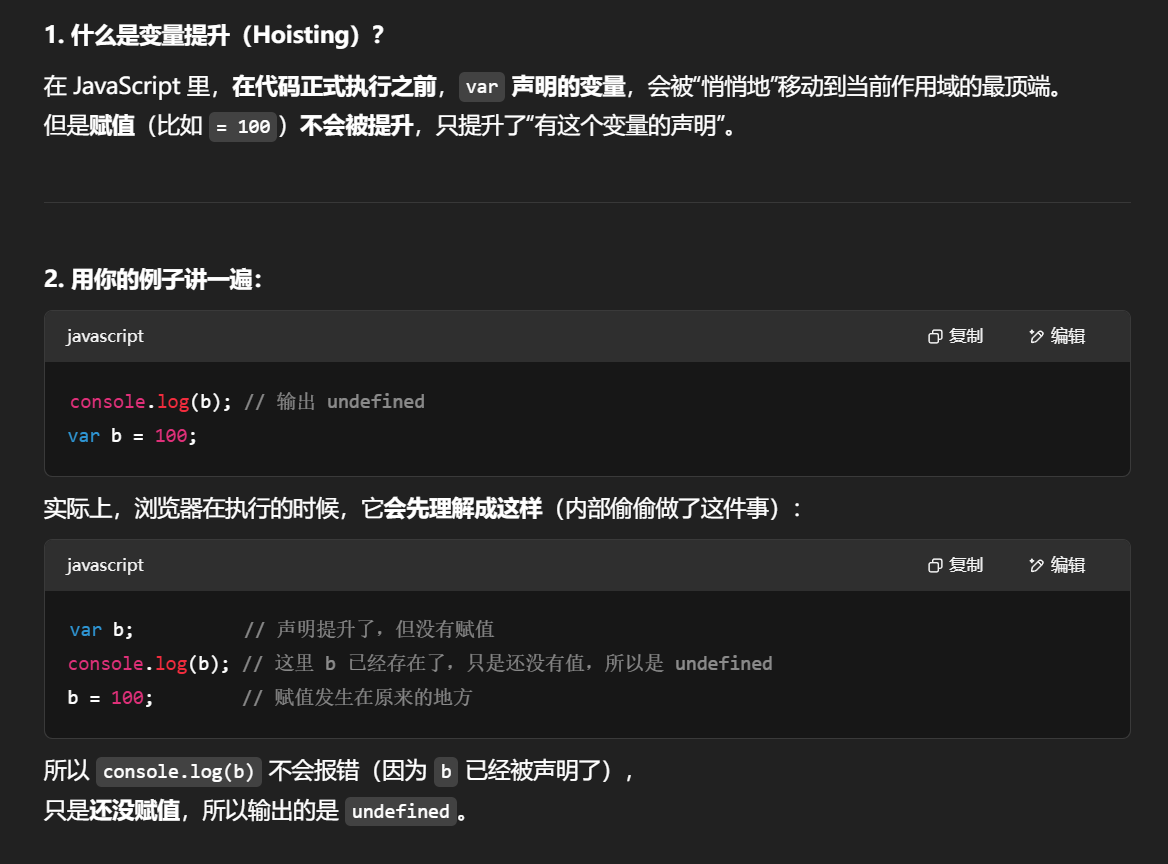 1. 什么是变量提升（Hoisting）?
在 JavaScript 里，在代码正式执行之前，var 声明的变量，会被“悄悄地”移动到当前作用域的最顶端。
但是赋值（比如 = 100）不会被提升，只提升了“有这个变量的声明”。
2. 用你的例子讲一遍：
javascript 复制 编辑
console.log(b); // 输出 undefined
var b = 100;
实际上，浏览器在执行的时候，它会先理解成这样（内部偷偷做了这件事）：
javascript 复制 编辑
var b; // 声明提升了，但没有赋值
console.log(b); // 这里 b 已经存在了，只是还没有值，所以是 undefined
b = 100; // 赋值发生在原来的地方
所以 console.log(b) 不会报错（因为 b 已经被声明了），
只是还没赋值，所以输出的是 undefined。